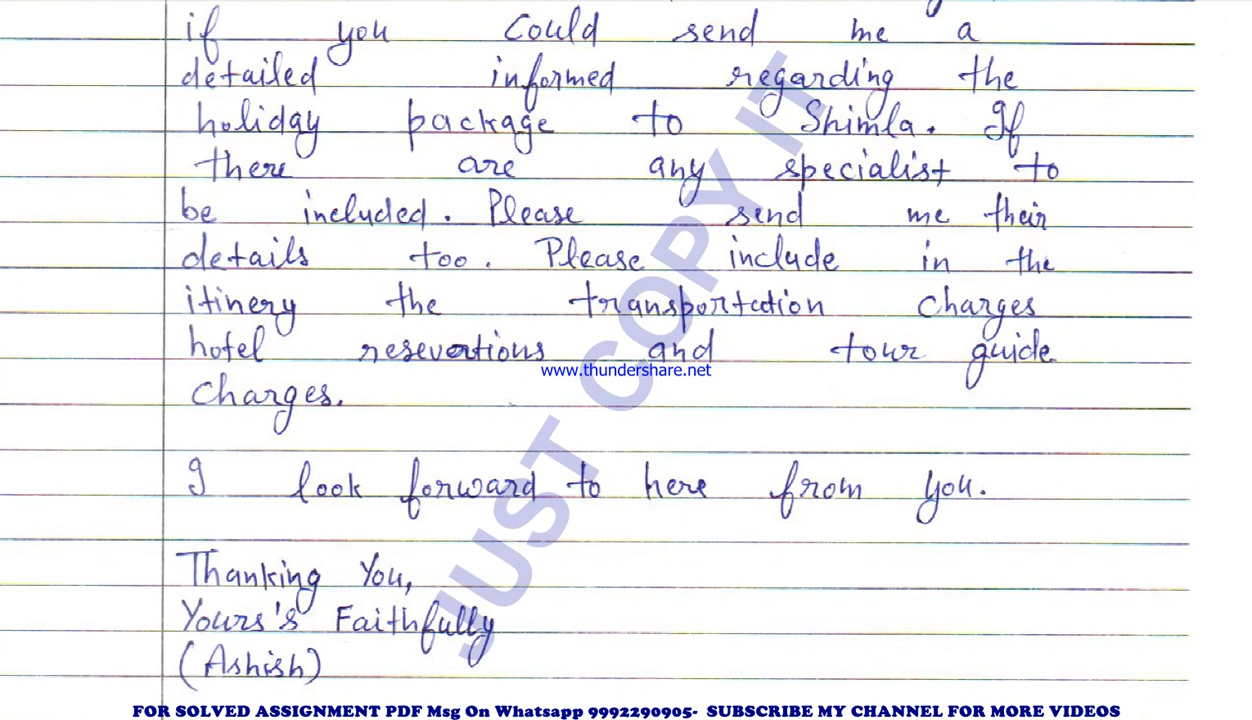 if you could send me a
detailed informed regarding the
holiday package to Shimla. If
there are any specialist to
be included. Please send me their
details too. Please include in the
itinery the transportation charges
hotel resevertions and tour guide
charges.
I look forward to here from you.
Thanking You,
Yours's Faithfully
(Ashish)
JUST COPY IT
www.thundershare.net
FOR SOLVED ASSIGNMENT PDF Msg On Whatsapp 9992290905- SUBSCRIBE MY CHANNEL FOR MORE VIDEOS